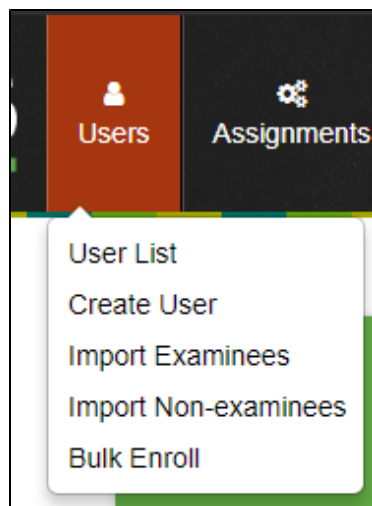 Users
Assignments
User List
Create User
Import Examinees
Import Non-examinees
Bulk Enroll